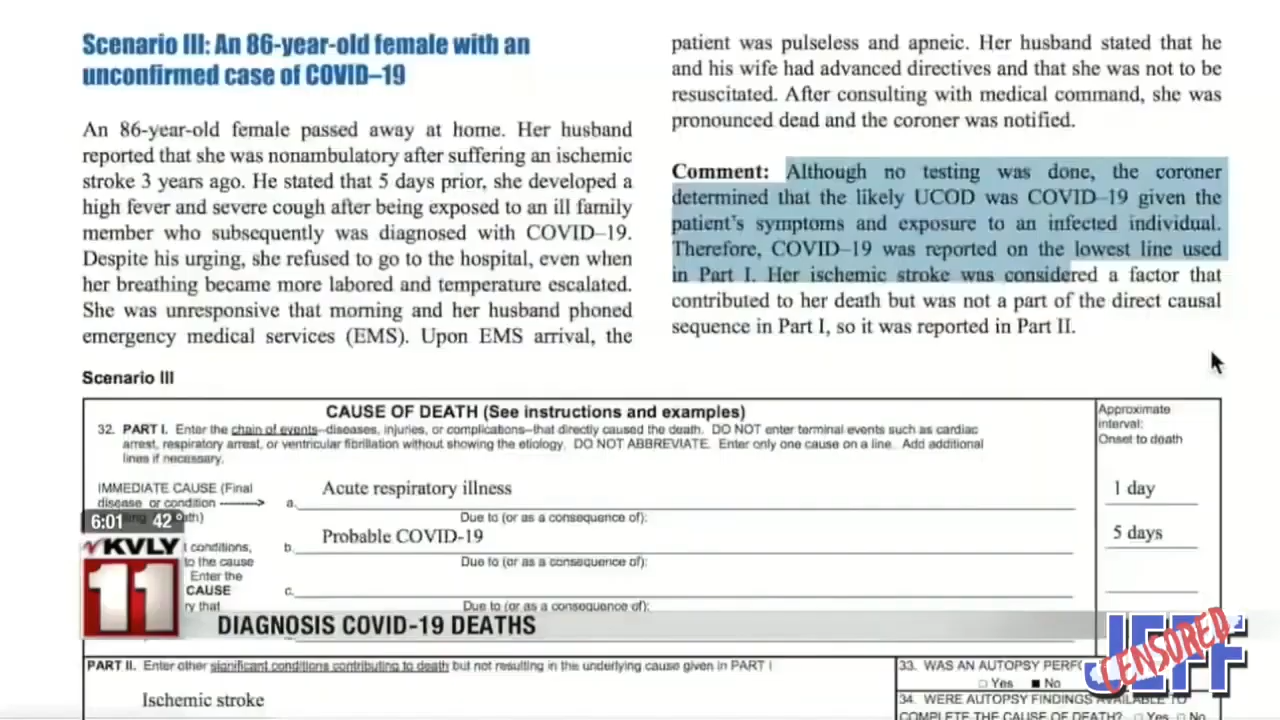 Scenario III: An 86-year-old female with an
unconfirmed case of COVID–19
An 86-year-old female passed away at home. Her husband
reported that she was nonambulatory after suffering an ischemic
stroke 3 years ago. He stated that 5 days prior, she developed a
high fever and severe cough after being exposed to an ill family
member who subsequently was diagnosed with COVID–19.
Despite his urging, she refused to go to the hospital, even when
her breathing became more labored and temperature escalated.
She was unresponsive that morning and her husband phoned
emergency medical services (EMS). Upon EMS arrival, the
patient was pulseless and apneic. Her husband stated that he
and his wife had advanced directives and that she was not to be
resuscitated. After consulting with medical command, she was
pronounced dead and the coroner was notified.
Comment: Although no testing was done, the coroner
determined that the likely UCOD was COVID–19 given the
patient’s symptoms and exposure to an infected individual.
Therefore, COVID–19 was reported on the lowest line used
in Part I. Her ischemic stroke was considered a factor that
contributed to her death but was not a part of the direct causal
sequence in Part I, so it was reported in Part II.
Scenario III
CAUSE OF DEATH (See instructions and examples)
32. PART I. Enter the chain of events–diseases, injuries, or complications–that directly caused the death. DO NOT enter terminal events such as cardiac
arrest, respiratory arrest, or ventricular fibrillation without showing the etiology. DO NOT ABBREVIATE. Enter only one cause on a line. Add additional
lines if necessary.
Approximate
interval:
Onset to death
IMMEDIATE CAUSE (Final
disease or condition
a. Acute respiratory illness
1 day
Due to (or as a consequence of):
6:01 42°
th)
b. Probable COVID-19
5 days
KVLY
11
conditions,
to the cause
Enter the
CAUSE
ry that
Due to (or as a consequence of):
c.
Due to (or as a consequence of):
DIAGNOSIS COVID-19 DEATHS
PART II. Enter other significant conditions contributing to death but not resulting in the underlying cause given in PART I
Ischemic stroke
33. WAS AN AUTOPSY PERF
Yes No
34. WERE AUTOPSY FINDINGS AVAILABLE TO
COMPLETE THE CAUSE OF DEATH? Yes No
JEFF
CENSORED